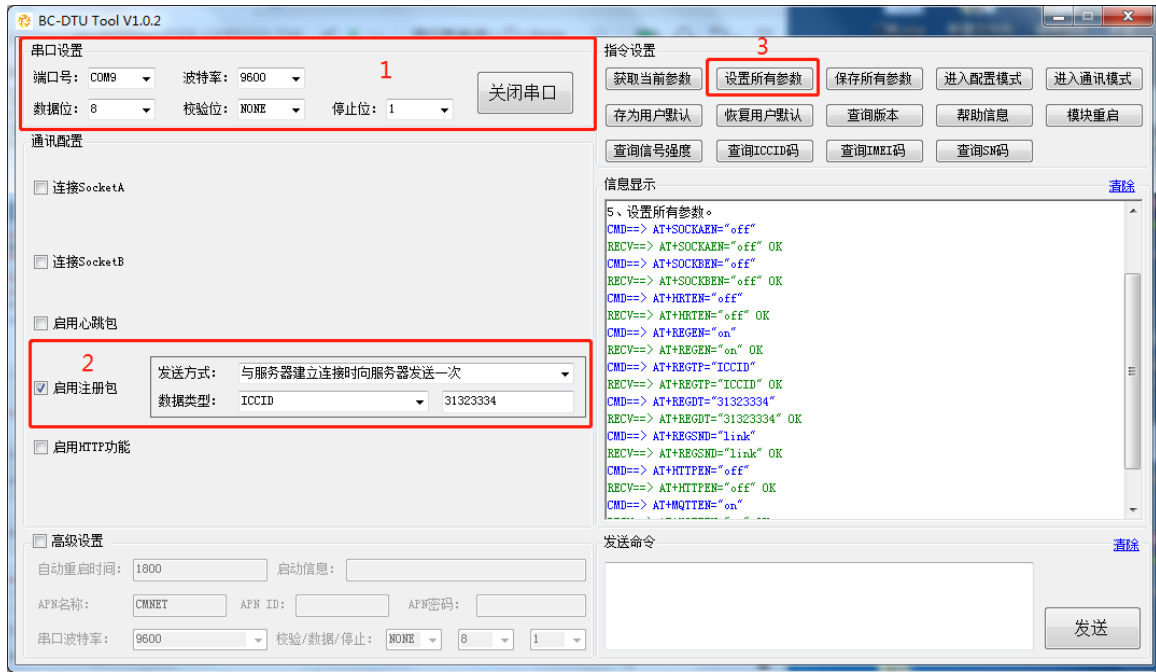 BC-DTU Tool V1.0.2
串口设置
端口号: COM9 波特率: 9600 1 关闭串口
数据位: 8 校验位: NONE 停止位: 1
通讯配置
连接SocketA
连接SocketB
启用心跳包
2
启用注册包
发送方式: 与服务器建立连接时向服务器发送一次
数据类型: ICCID 31323334
启用HTTP功能
高级设置
自动重启时间: 1800 启动信息:
APN名称: CMNET APN ID: APN密码:
串口波特率: 9600 校验/数据/停止: NONE 8 1
指令设置
3
获取当前参数 设置所有参数 保存所有参数 进入配置模式 进入通讯模式
存为用户默认 恢复用户默认 查询版本 帮助信息 模块重启
查询信号强度 查询ICCID码 查询IMEI码 查询SN码
信息显示 清除
5、设置所有参数。
CMD==> AT+SOCKAEN="off"
RECV==> AT+SOCKAEN="off" OK
CMD==> AT+SOCKBEN="off"
RECV==> AT+SOCKBEN="off" OK
CMD==> AT+HRTEN="off"
RECV==> AT+HRTEN="off" OK
CMD==> AT+REGEN="on"
RECV==> AT+REGEN="on" OK
CMD==> AT+REGTP="ICCID"
RECV==> AT+REGTP="ICCID" OK
CMD==> AT+REGDT="31323334"
RECV==> AT+REGDT="31323334" OK
CMD==> AT+REGSND="link"
RECV==> AT+REGSND="link" OK
CMD==> AT+HTTPEN="off"
RECV==> AT+HTTPEN="off" OK
CMD==> AT+MQTTEN="on"
发送命令 清除
发送